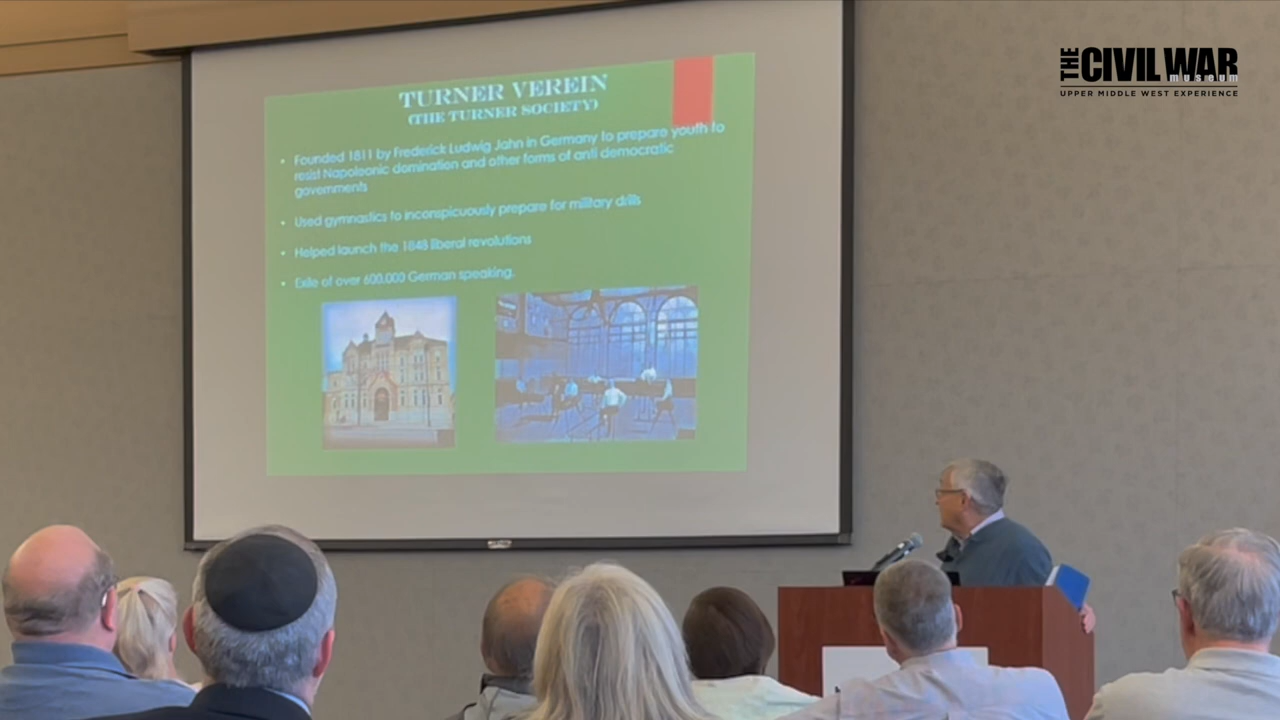 THE CIVIL WAR
museum
UPPER MIDDLE WEST EXPERIENCE
TURNER VEREIN
(THE TURNER SOCIETY)
• Founded 1811 by Frederick Ludwig Jahn in Germany to prepare youth to
resist Napoleonic domination and other forms of anti democratic
governments
• Used gymnastics to inconspicuously prepare for military drills
• Helped launch the 1848 liberal revolutions
• Exile of over 600,000 German speaking.